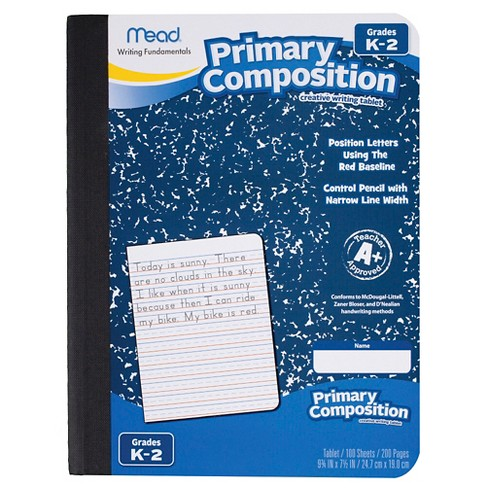 Mead
Writing Fundamentals
Primary
Composition
creative writing tablet
Grades
K-2
Position Letters
Using The
Red Baseline
Control Pencil with
Narrow Line Width
Teacher
A+
Approved
Conforms to McDougal-Littell,
Zaner Bloser, and D'Nealian
handwriting methods
Today is sunny. There
are no clouds in the sky.
I like when it is sunny
because then I can ride
my bike. My bike is red.
Name
Primary
Composition
creative writing tablet
Grades
K-2
Tablet / 100 Sheets / 200 Pages
9¾ IN x 7½ IN / 24.7 cm x 19.0 cm